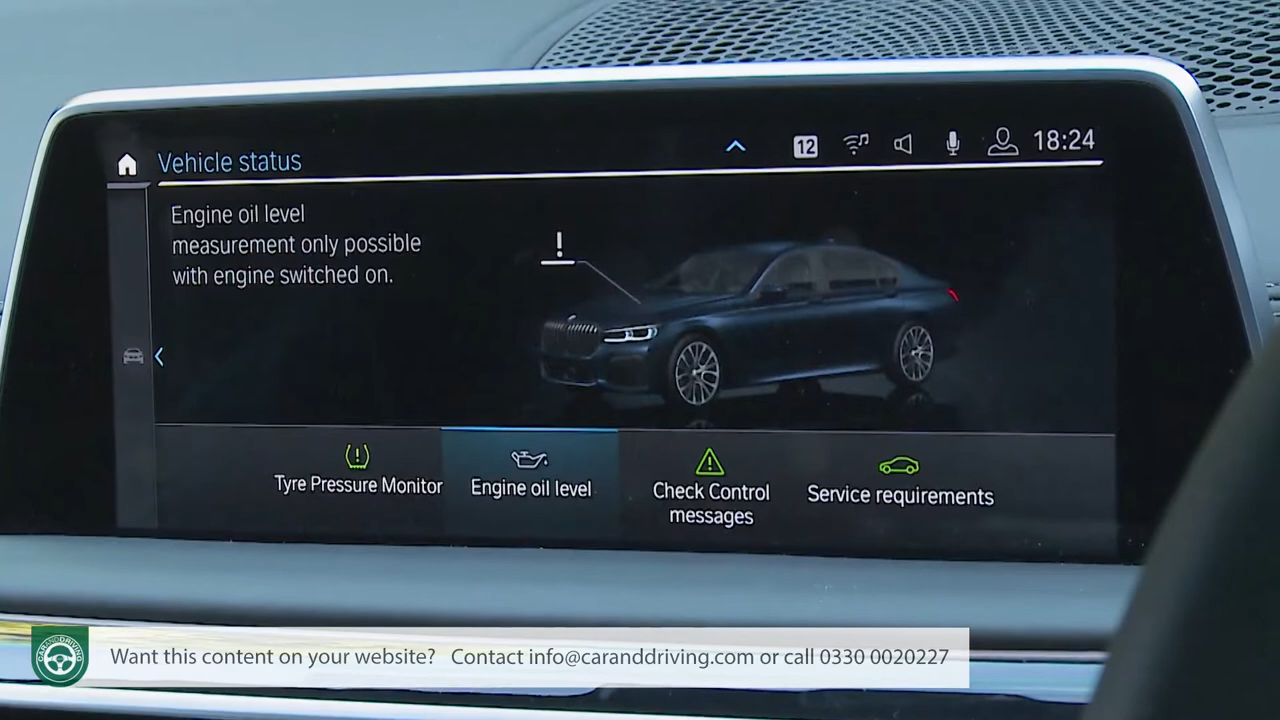 Vehicle status
12
18:24
Engine oil level
measurement only possible
with engine switched on.
Tyre Pressure Monitor
Engine oil level
Check Control
messages
Service requirements
CARANDDRIVING
Want this content on your website? Contact info@caranddriving.com or call 0330 0020227